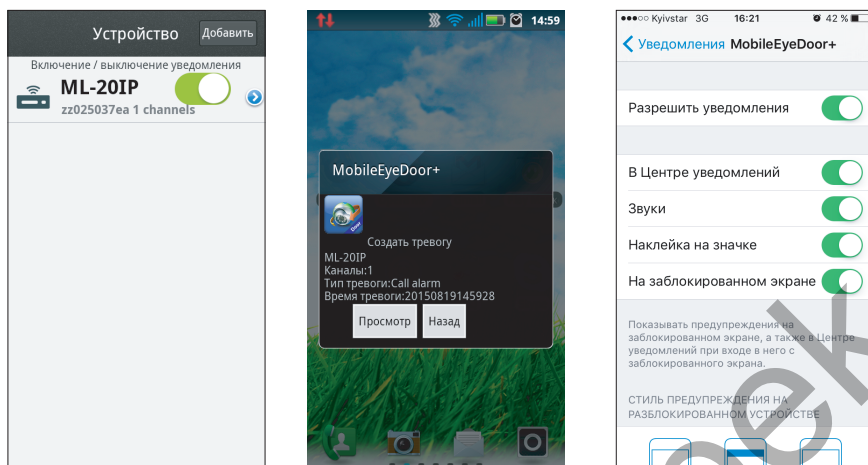 Устройство
Добавить
Включение / выключение уведомления
ML-20IP
zz025037ea 1 channels
14:59
MobileEyeDoor+
Создать тревогу
ML-20IP
Каналы:1
Тип тревоги:Call alarm
Время тревоги:20150819145928
Просмотр
Назад
Kyivstar 3G 16:21 42 %
Уведомления MobileEyeDoor+
Разрешить уведомления
В Центре уведомлений
Звуки
Наклейка на значке
На заблокированном экране
Показывать предупреждения на
заблокированном экране, а также в Центре
уведомлений при входе в него с
заблокированного экрана.
СТИЛЬ ПРЕДУПРЕЖДЕНИЯ НА
РАЗБЛОКИРОВАННОМ УСТРОЙСТВЕ